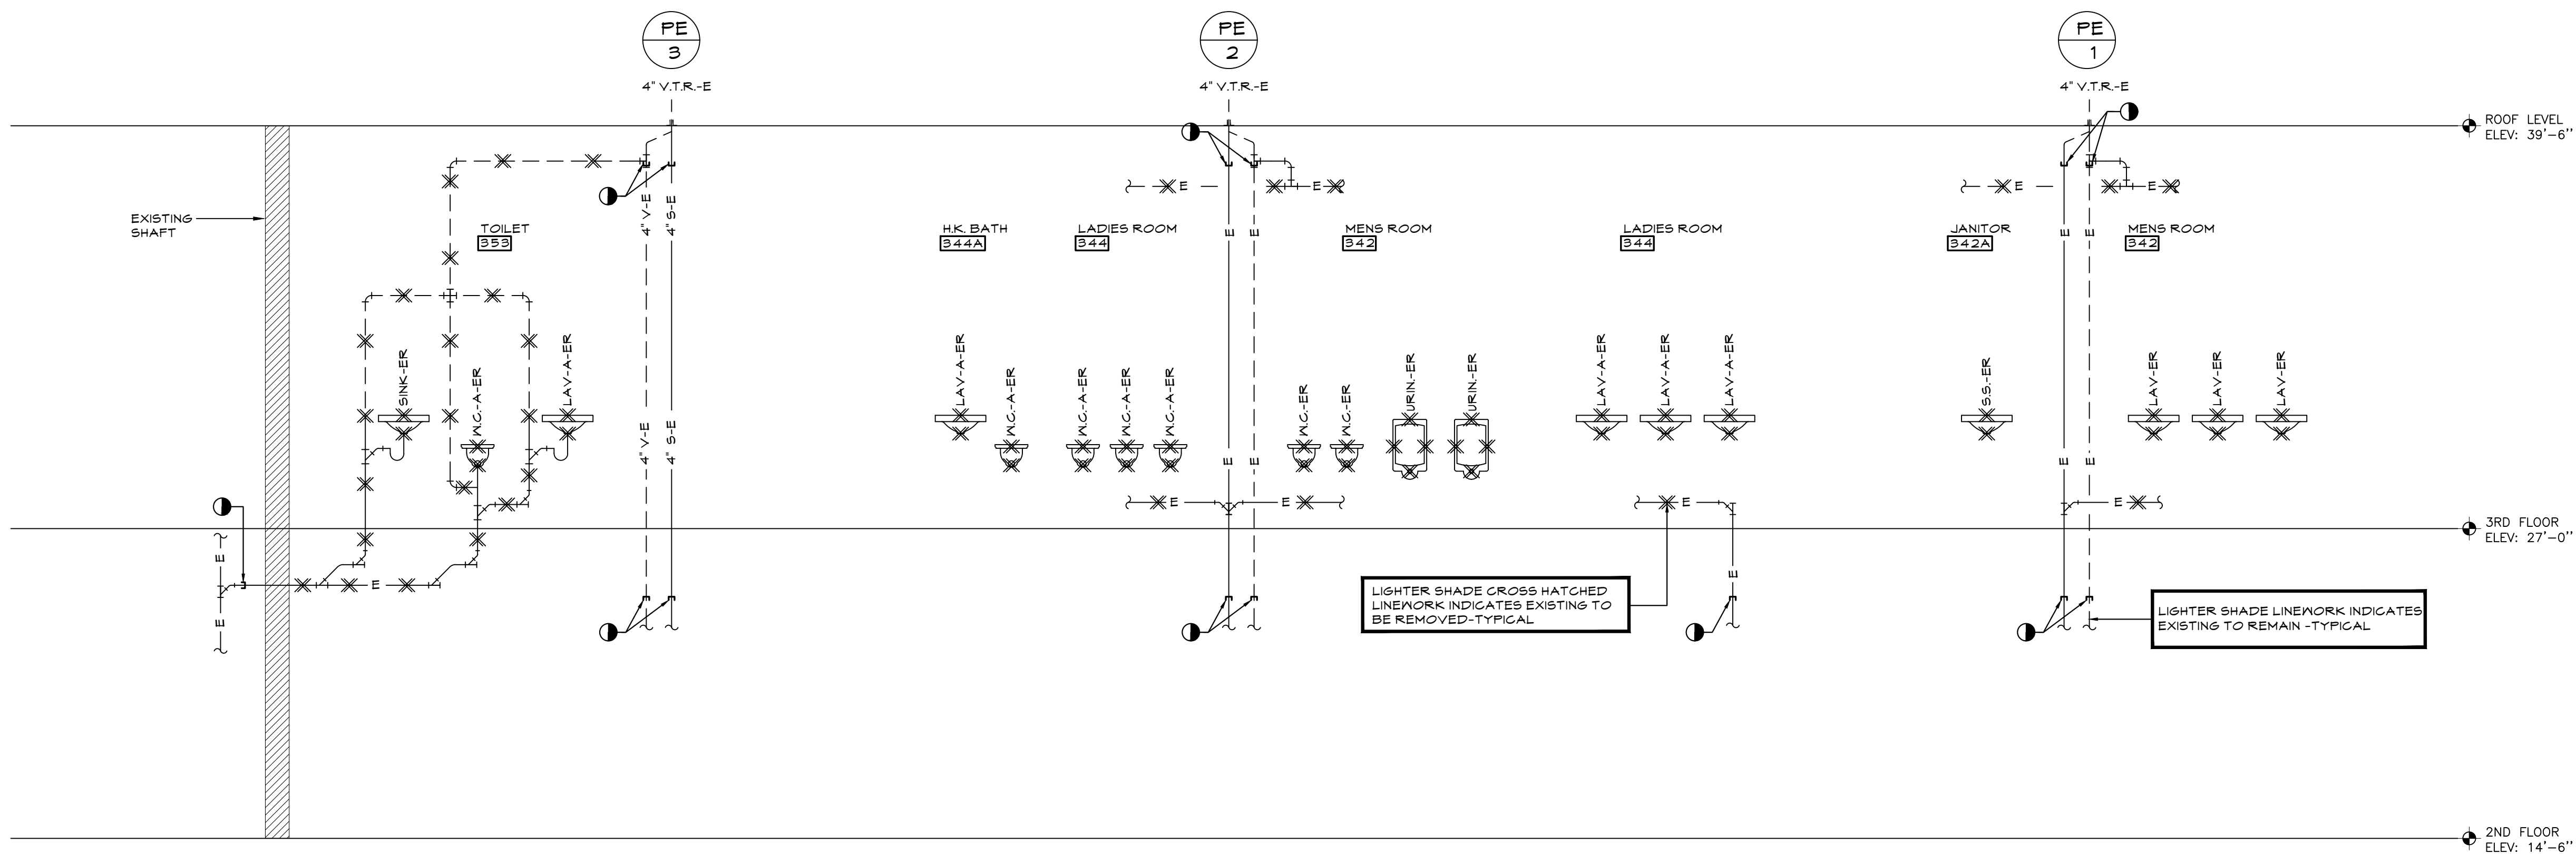 PE
3
PE
2
PE
1
4" V.T.R.-E
4" V.T.R.-E
4" V.T.R.-E
ROOF LEVEL
ELEV: 39'-6"
E
E
E
E
EXISTING
SHAFT
4" V-E
4" S-E
TOILET
353
H.K. BATH
344A
LADIES ROOM
344
MENS ROOM
342
LADIES ROOM
344
JANITOR
342A
MENS ROOM
342
E
E
E
E
SINK-ER
W.C.-A-ER
LAV-A-ER
4" V-E
4" S-E
LAV-A-ER
W.C.-A-ER
W.C.-A-ER
W.C.-A-ER
W.C.-A-ER
W.C.-ER
W.C.-ER
URIN.-ER
URIN.-ER
LAV-A-ER
LAV-A-ER
LAV-A-ER
S.S.-ER
LAV-ER
LAV-ER
LAV-ER
E
E
E
E
E
E
E
E
3RD FLOOR
ELEV: 27'-0"
E
E
E
E
LIGHTER SHADE CROSS HATCHED
LINEWORK INDICATES EXISTING TO
BE REMOVED-TYPICAL
LIGHTER SHADE LINEWORK INDICATES
EXISTING TO REMAIN -TYPICAL
2ND FLOOR
ELEV: 14'-6"